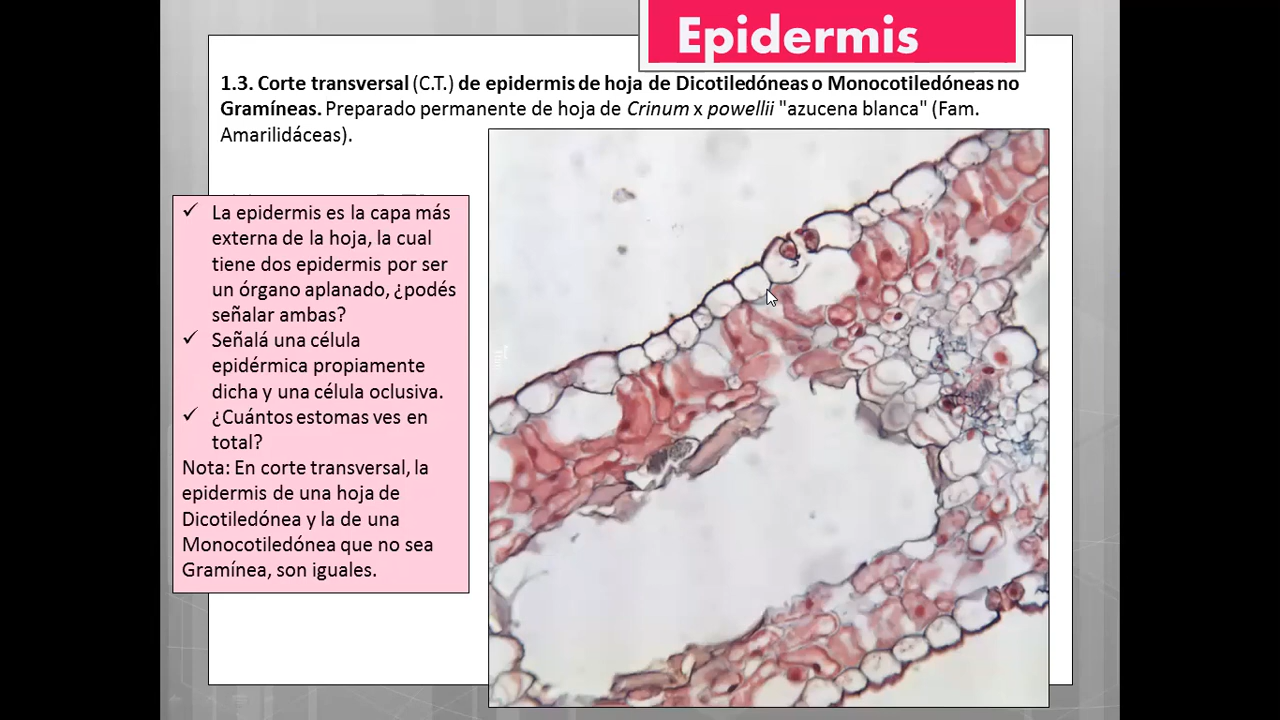 Epidermis
1.3. Corte transversal (C.T.) de epidermis de hoja de Dicotiledóneas o Monocotiledóneas no
Gramíneas. Preparado permanente de hoja de Crinum x powellii "azucena blanca" (Fam.
Amarilidáceas).
✓ La epidermis es la capa más
externa de la hoja, la cual
tiene dos epidermis por ser
un órgano aplanado, ¿podés
señalar ambas?
✓ Señalá una célula
epidérmica propiamente
dicha y una célula oclusiva.
✓ ¿Cuántos estomas ves en
total?
Nota: En corte transversal, la
epidermis de una hoja de
Dicotiledónea y la de una
Monocotiledónea que no sea
Gramínea, son iguales.